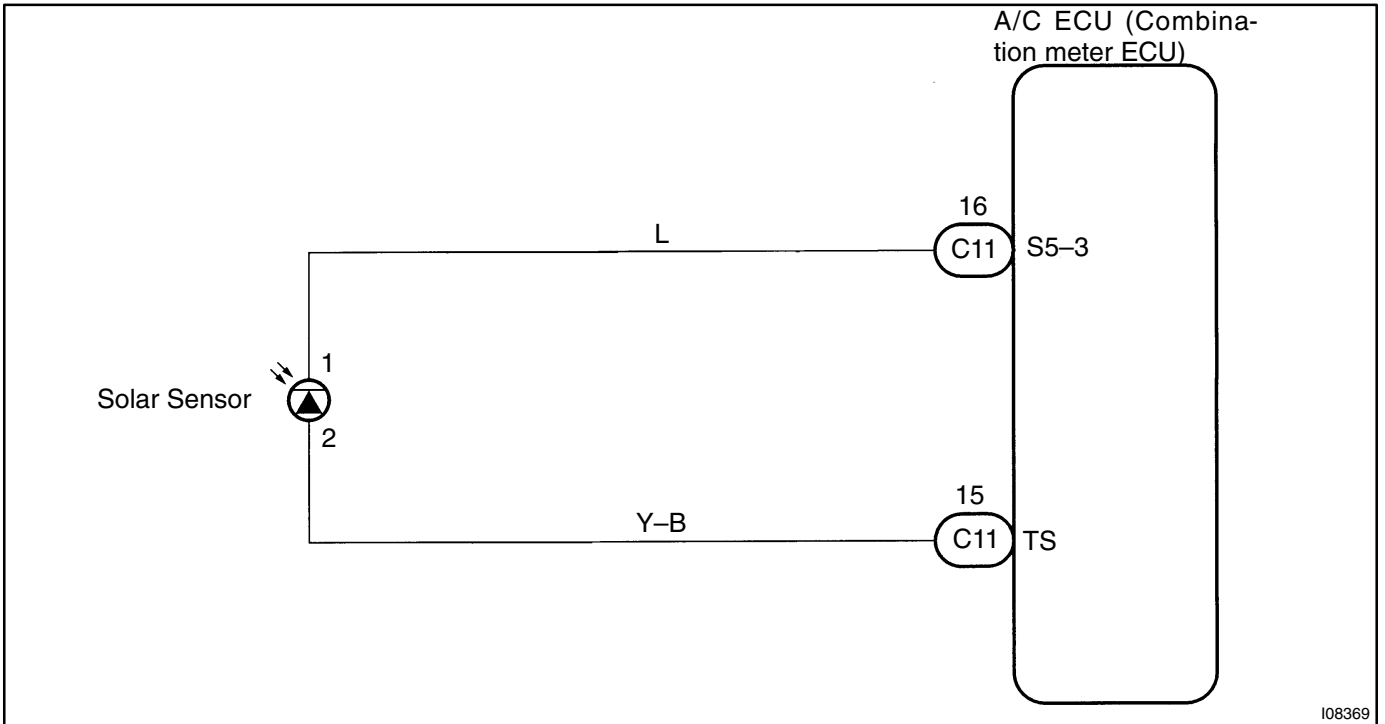 A/C ECU (Combina-
tion meter ECU)
16
L
C11
S5–3
1
Solar Sensor
2
15
Y–B
C11
TS
I08369